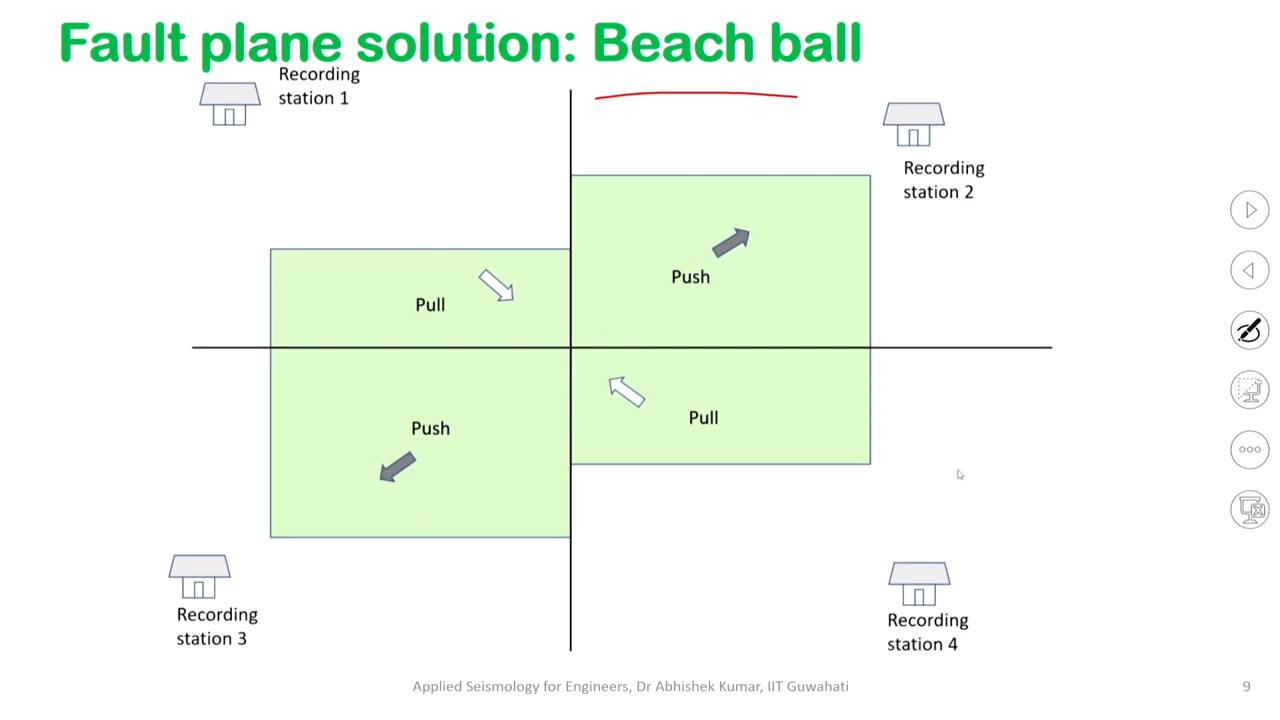 Fault plane solution: Beach ball
Recording
station 1
Recording
station 2
Push
Pull
Push
Pull
Recording
station 3
Recording
station 4
Applied Seismology for Engineers, Dr Abhishek Kumar, IIT Guwahati
9